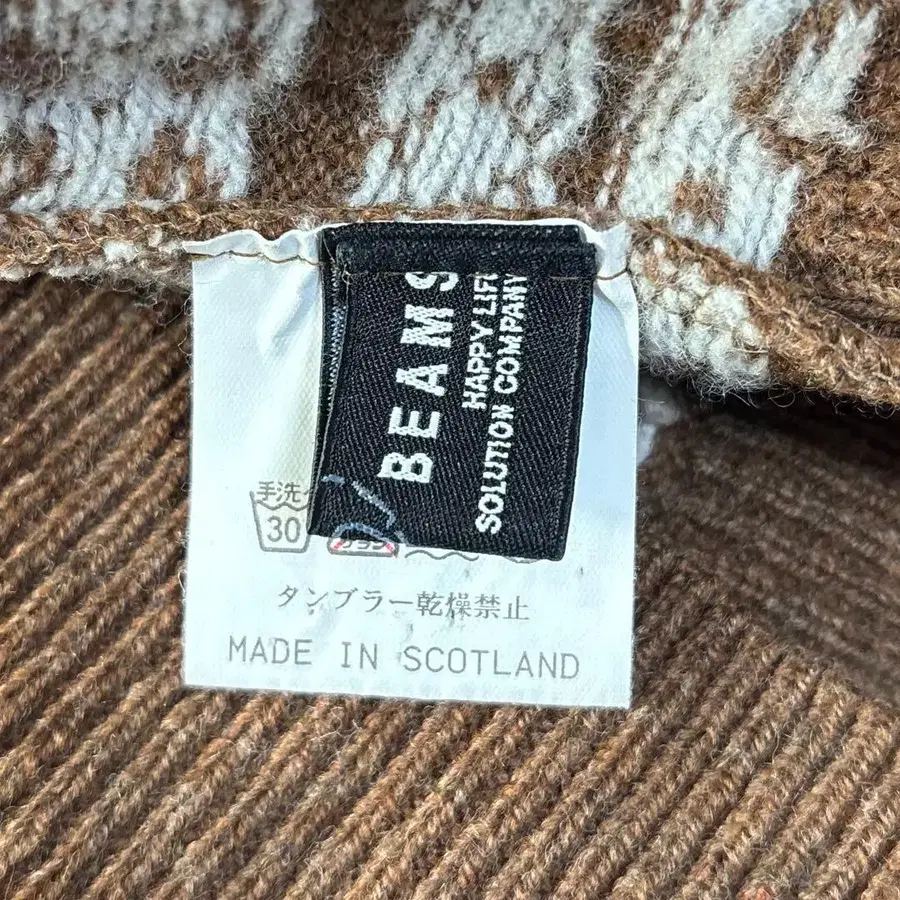 BEAMS
HAPPY LIFE
SOLUTION COMPANY
手洗イ
30
タンブラー乾燥禁止
MADE IN SCOTLAND